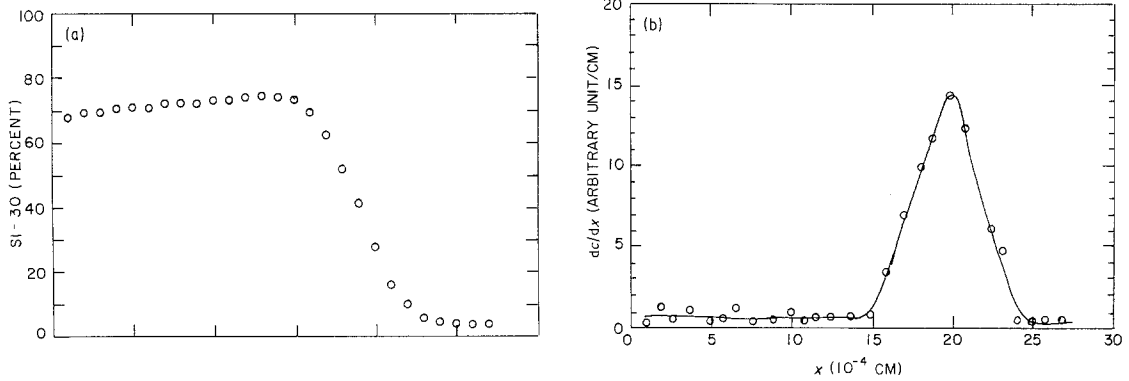 (a)
100
80
60
40
20
0
SI-30 (PERCENT)
(b)
20
15
10
5
0
dc/dx (ARBITRARY UNIT/CM)
0 5 10 15 20 25 30
x (10⁻⁴ CM)